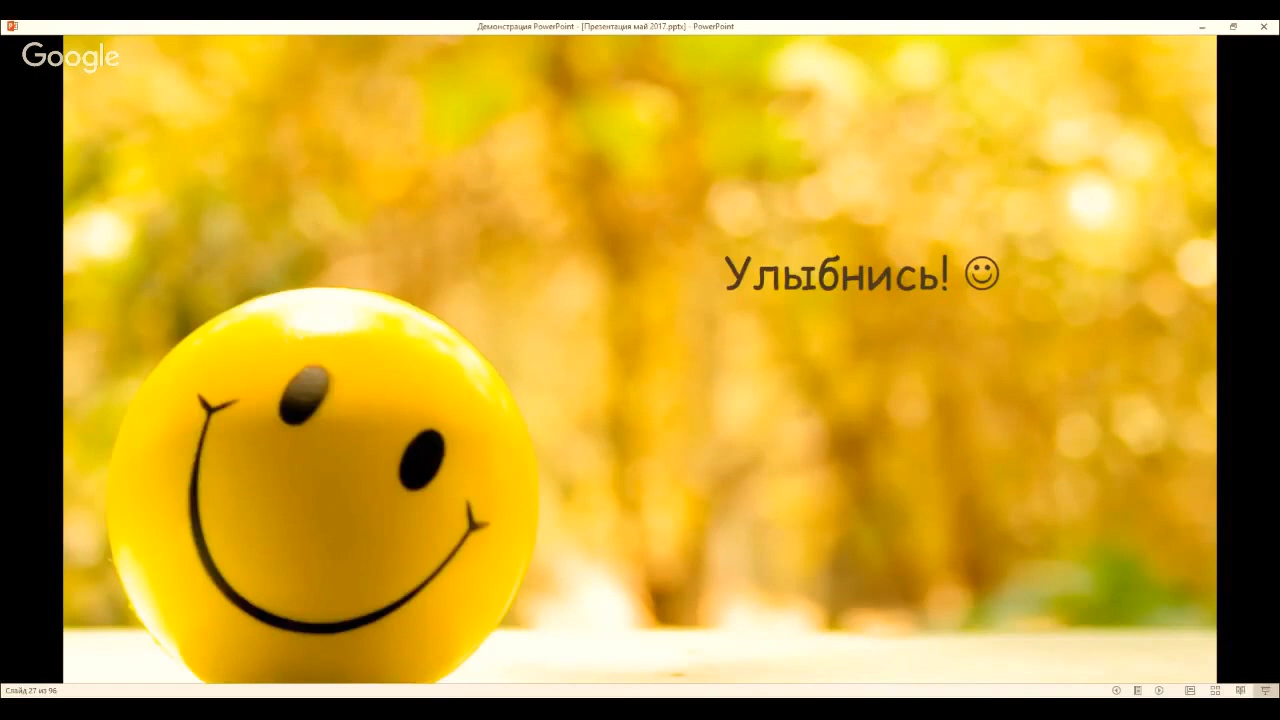 Демонстрация PowerPoint - [Презентация май 2017.pptx] - PowerPoint
Google
Улыбнись! ☺
Слайд 27 из 96